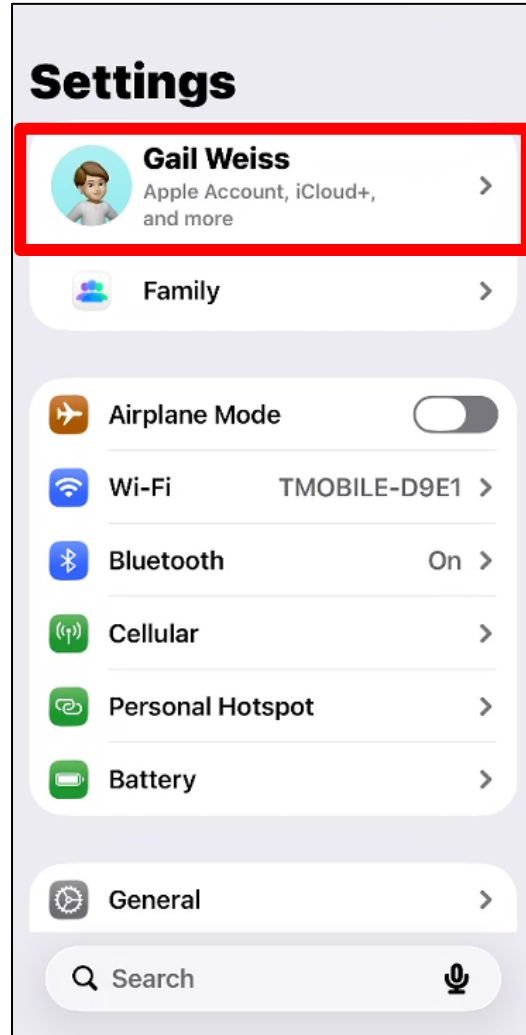 Settings
Gail Weiss
Apple Account, iCloud+,
and more
Family
Airplane Mode
Wi-Fi TMOBILE-D9E1
Bluetooth On
Cellular
Personal Hotspot
Battery
General
Search